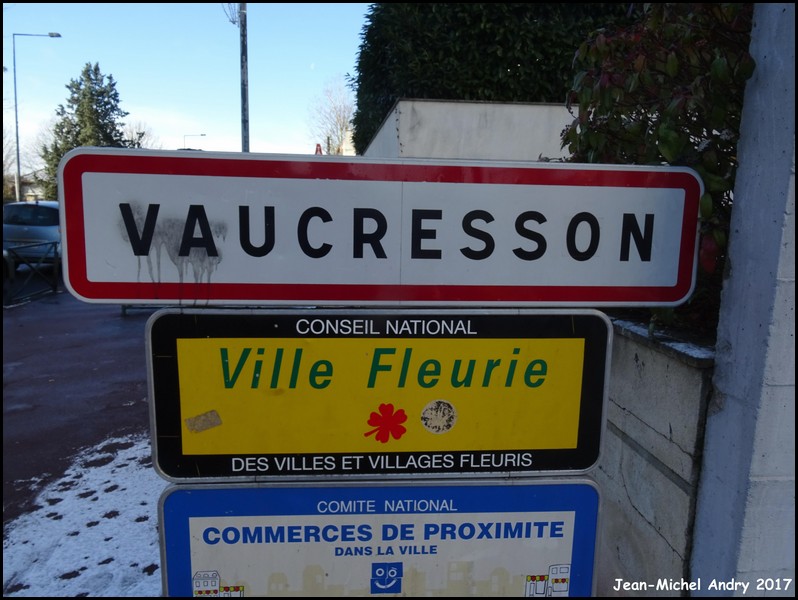 VAUCRESSON
CONSEIL NATIONAL
Ville Fleurie
DES VILLES ET VILLAGES FLEURIS
COMITE NATIONAL
COMMERCES DE PROXIMITE
DANS LA VILLE
Jean-Michel Andry 2017